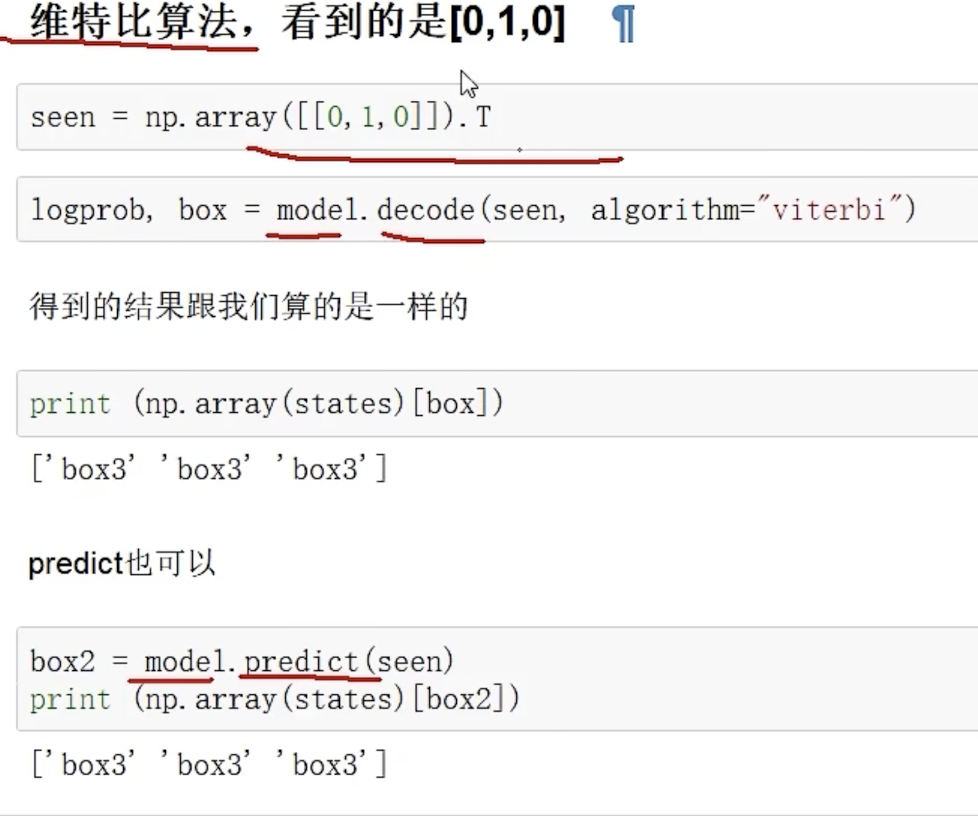 维特比算法，看到的是[0,1,0] ¶
seen = np.array([[0,1,0]]).T
logprob, box = model.decode(seen, algorithm="viterbi")
得到的结果跟我们算的是一样的
print (np.array(states)[box])
['box3' 'box3' 'box3']
predict也可以
box2 = model.predict(seen)
print (np.array(states)[box2])
['box3' 'box3' 'box3']